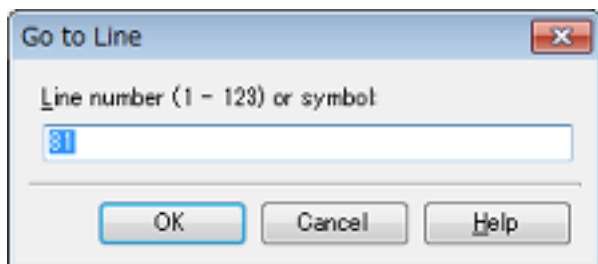 Go to Line
Line number (1 - 123) or symbol:
81
OK
Cancel
Help